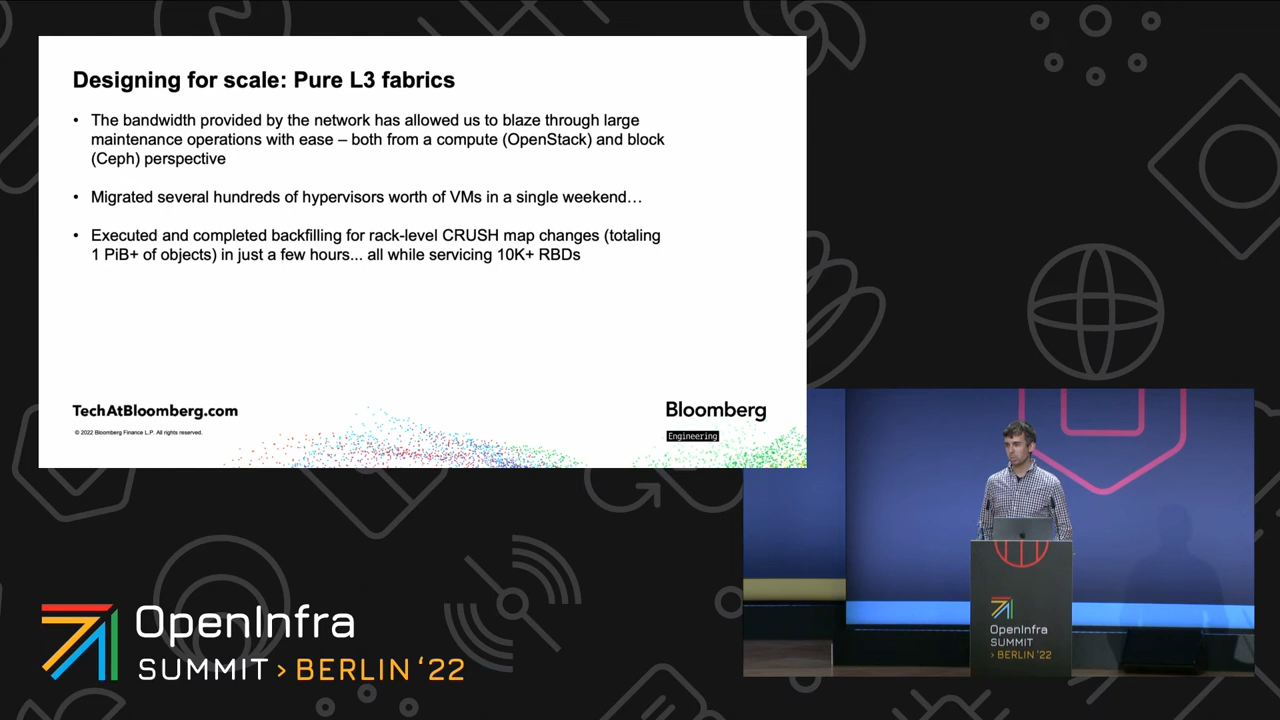 Designing for scale: Pure L3 fabrics
• The bandwidth provided by the network has allowed us to blaze through large
maintenance operations with ease – both from a compute (OpenStack) and block
(Ceph) perspective
• Migrated several hundreds of hypervisors worth of VMs in a single weekend…
• Executed and completed backfilling for rack-level CRUSH map changes (totaling
1 PiB+ of objects) in just a few hours... all while servicing 10K+ RBDs
TechAtBloomberg.com
© 2022 Bloomberg Finance L.P. All rights reserved.
Bloomberg
Engineering
OpenInfra
SUMMIT > BERLIN ‘22
OpenInfra
SUMMIT
> BERLIN ‘22